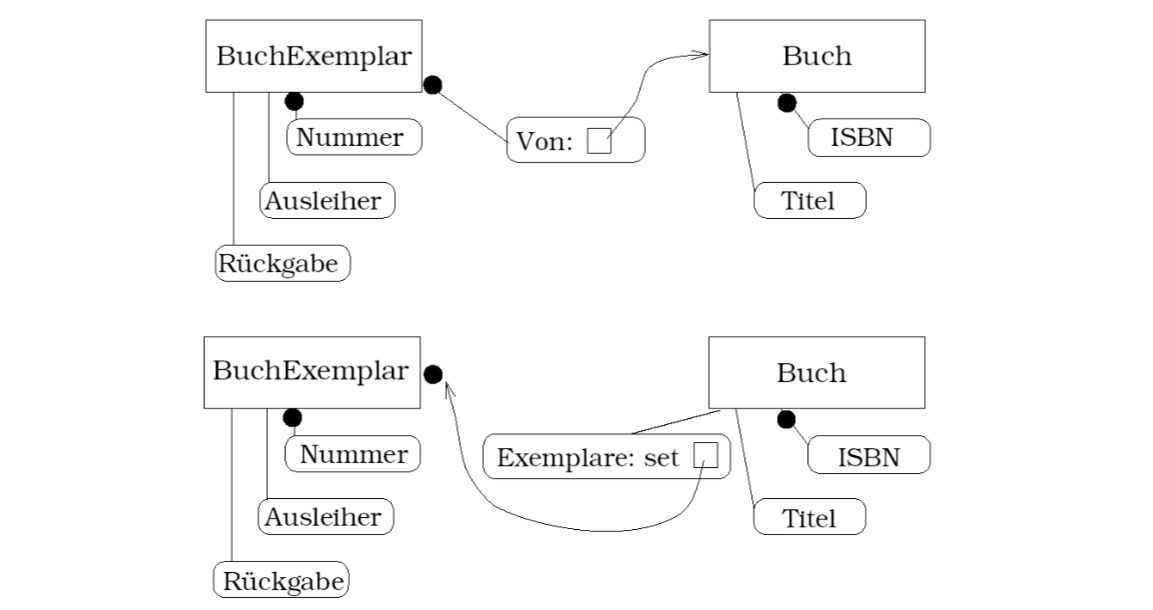 BuchExemplar
Buch
Nummer
Von:
ISBN
Ausleiher
Titel
Rückgabe
BuchExemplar
Buch
Nummer
Exemplare: set
ISBN
Ausleiher
Titel
Rückgabe